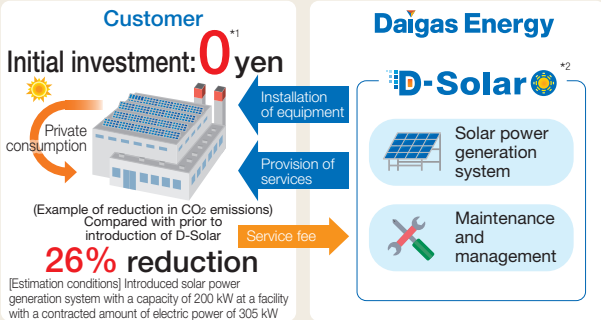 Customer
Initial investment: 0 yen *1
Private
consumption
(Example of reduction in CO2 emissions)
Compared with prior to
introduction of D-Solar
26% reduction
[Estimation conditions] Introduced solar power
generation system with a capacity of 200 kW at a facility
with a contracted amount of electric power of 305 kW
Installation
of equipment
Provision of
services
Service fee
Daigas Energy
D-Solar *2
Solar power
generation
system
Maintenance
and
management